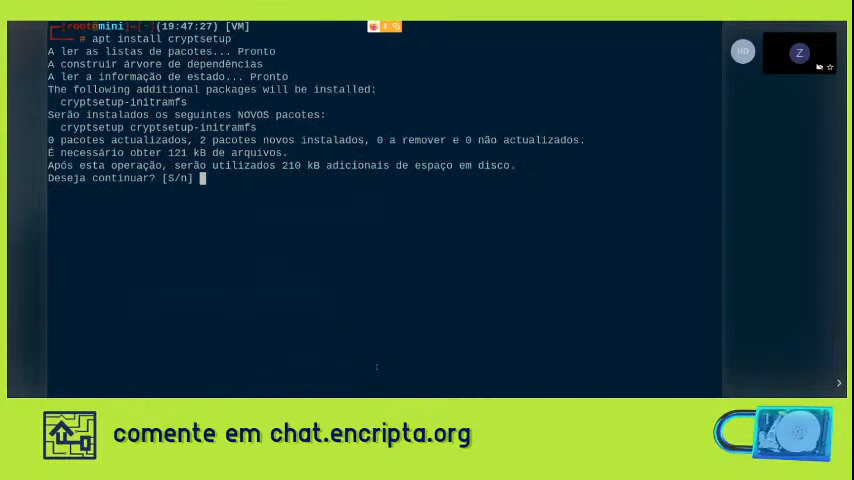 [root@mini]-[~](19:47:27) [VM]
# apt install cryptsetup
A ler as listas de pacotes... Pronto
A construir árvore de dependências
A ler a informação de estado... Pronto
The following additional packages will be installed:
cryptsetup-initramfs
Serão instalados os seguintes NOVOS pacotes:
cryptsetup cryptsetup-initramfs
0 pacotes actualizados, 2 pacotes novos instalados, 0 a remover e 0 não actualizados.
É necessário obter 121 kB de arquivos.
Após esta operação, serão utilizados 210 kB adicionais de espaço em disco.
Deseja continuar? [S/n]
HD
Z
comente em chat.encripta.org